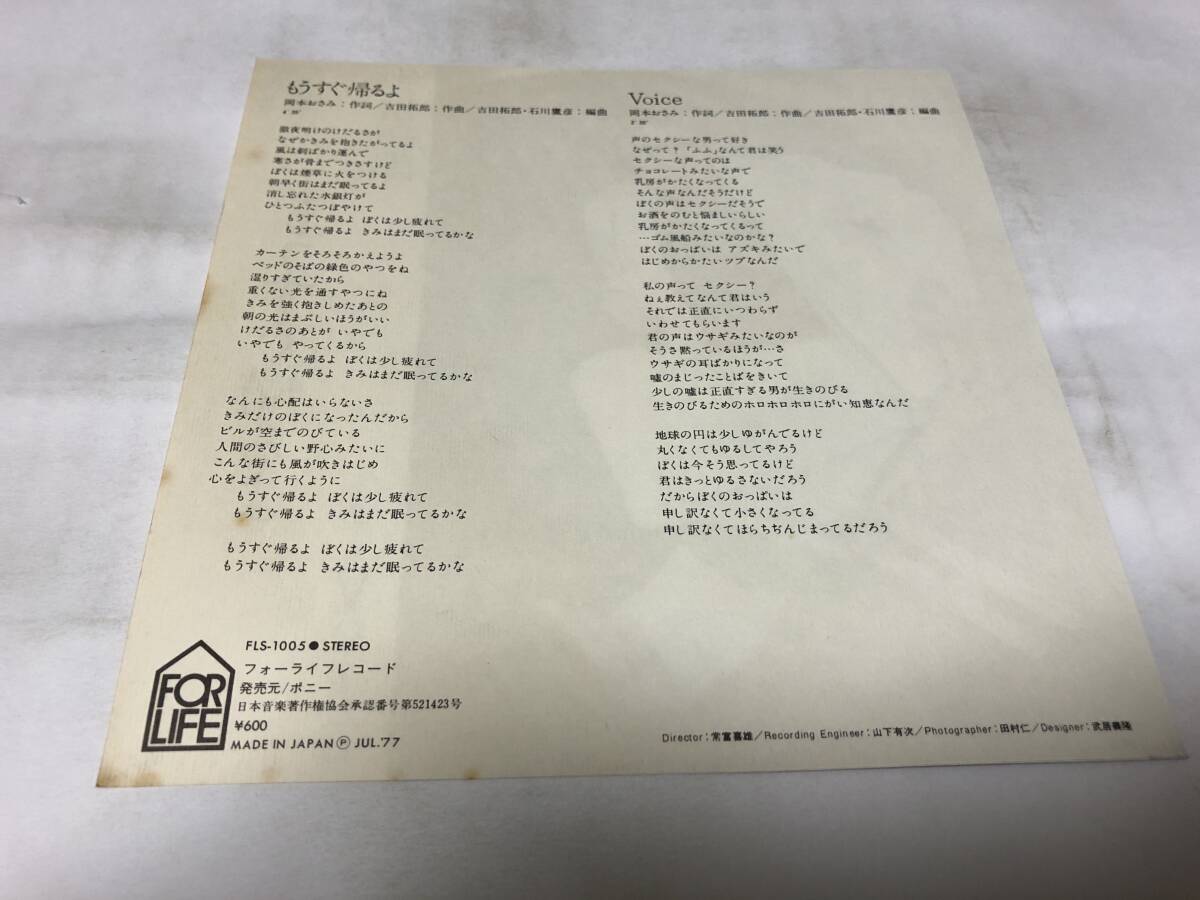 もうすぐ帰るよ
岡本おさみ：作詞／吉田拓郎：作曲／吉田拓郎・石川鷹彦：編曲
徹夜明けのけだるさが
なぜかきみを抱きたがってるよ
風は刺ばかり運んで
寒さが骨までつきさすけど
ぼくは煙草に火をつける
朝早く街はまだ眠ってるよ
消し忘れた水銀灯が
ひとつふたつぼやけて
もうすぐ帰るよ ぼくは少し疲れて
もうすぐ帰るよ きみはまだ眠ってるかな
カーテンをそろそろかえようよ
ベッドのそばの緑色のやつをね
湿りすぎていたから
重くない光を通すやつにね
きみを強く抱きしめたあとの
朝の光はまぶしいほうがいい
けだるさのあとが いやでも
いやでも やってくるから
もうすぐ帰るよ ぼくは少し疲れて
もうすぐ帰るよ きみはまだ眠ってるかな
なんにも心配はいらないさ
きみだけのぼくになったんだから
ビルが空までのびている
人間のさびしい野心みたいに
こんな街にも風が吹きはじめ
心をよぎって行くように
もうすぐ帰るよ ぼくは少し疲れて
もうすぐ帰るよ きみはまだ眠ってるかな
もうすぐ帰るよ ぼくは少し疲れて
もうすぐ帰るよ きみはまだ眠ってるかな
Voice
岡本おさみ：作詞／吉田拓郎：作曲／吉田拓郎・石川鷹彦：編曲
声のセクシーな男って好き
なぜって？「ふふ」なんて君は笑う
セクシーな声ってのは
チョコレートみたいな声で
乳房がかたくなってくる
そんな声なんだそうだけど
ぼくの声はセクシーだそうで
お酒をのむと悩ましいらしい
乳房がかたくなってくるって
…ゴム風船みたいなのかな？
ぼくのおっぱいは アズキみたいで
はじめからかたいツブなんだ
私の声って セクシー？
ねぇ教えてなんて君はいう
それでは正直にいつわらず
いわせてもらいます
君の声はウサギみたいなのが
そうさ黙っているほうが…さ
ウサギの耳ばかりになって
嘘のまじったことばをきいて
少しの嘘は正直すぎる男が生きのびる
生きのびるためのホロホロホロにがい知恵なんだ
地球の円は少しゆがんでるけど
丸くなくてもゆるしてやろう
ぼくは今そう思ってるけど
君はきっとゆるさないだろう
だからぼくのおっぱいは
申し訳なくて小さくなってる
申し訳なくてほらちぢんじまってるだろう
FOR
LIFE
FLS-1005●STEREO
フォーライフレコード
発売元/ポニー
日本音楽著作権協会承認番号第521423号
¥600
MADE IN JAPAN Ⓟ JUL.'77
Director：常富喜雄／Recording Engineer：山下有次／Photographer：田村仁／Designer：武居義隆